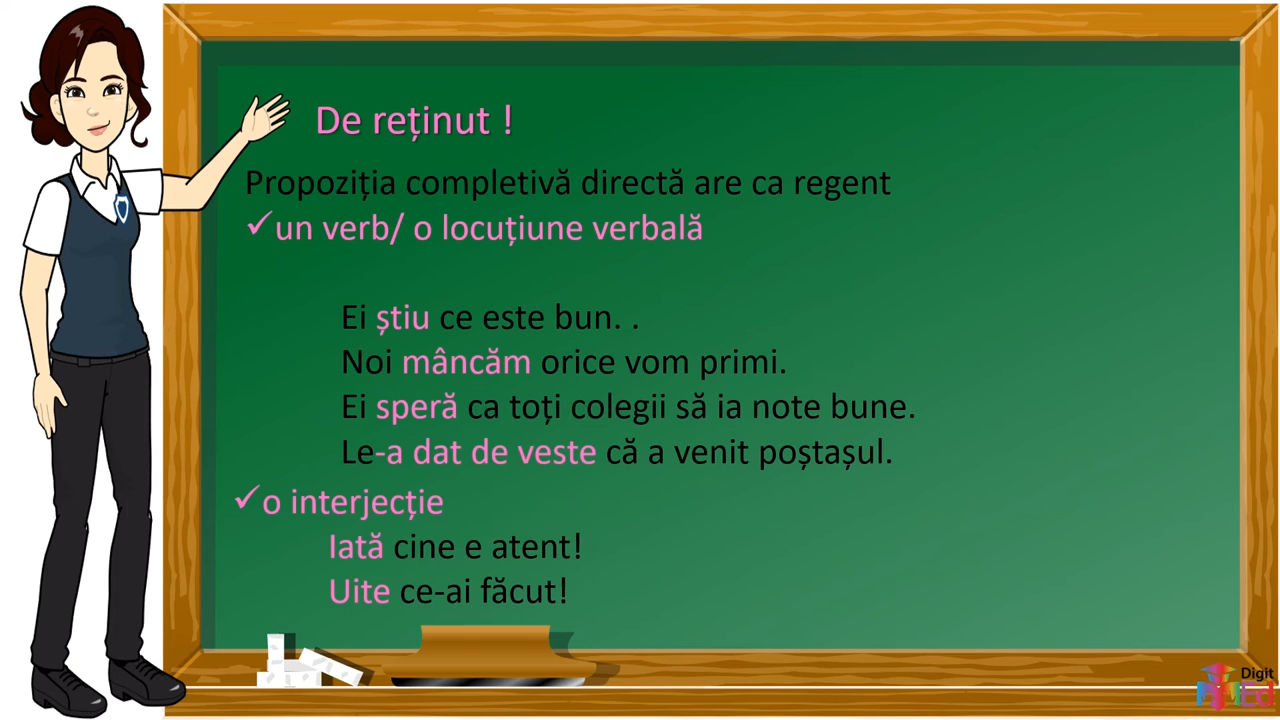 De reținut !
Propoziția completivă directă are ca regent
✓un verb/ o locuțiune verbală
Ei știu ce este bun. .
Noi mâncăm orice vom primi.
Ei speră ca toți colegii să ia note bune.
Le-a dat de veste că a venit poștașul.
✓o interjecție
Iată cine e atent!
Uite ce-ai făcut!
Digit